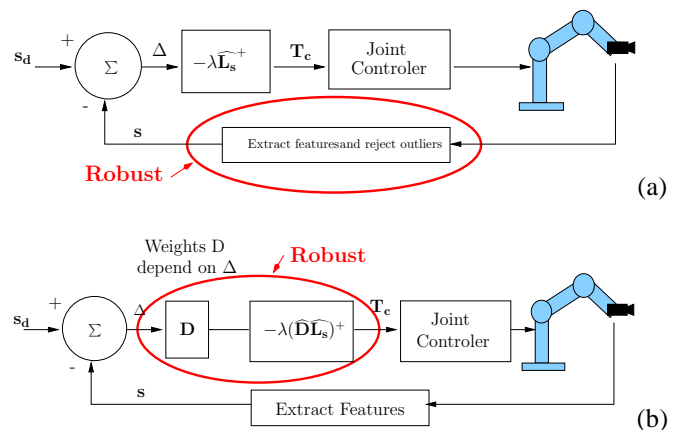 +
s_d
Σ
-
Δ
−λL̂_s⁺
T_c
Joint
Controler
s
Extract featuresand reject outliers
Robust
(a)
Weights D
depend on Δ
Robust
+
s_d
Σ
-
Δ
D
−λ(D̂L̂_s)⁺
T_c
Joint
Controler
s
Extract Features
(b)